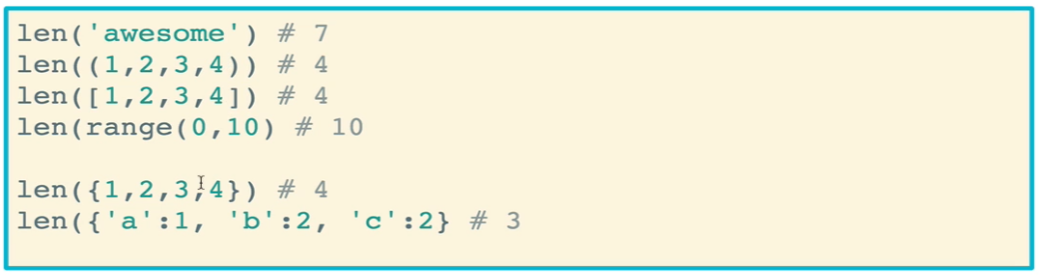 len('awesome') # 7
len((1,2,3,4)) # 4
len([1,2,3,4]) # 4
len(range(0,10) # 10
len({1,2,3,4}) # 4
len({'a':1, 'b':2, 'c':2} # 3